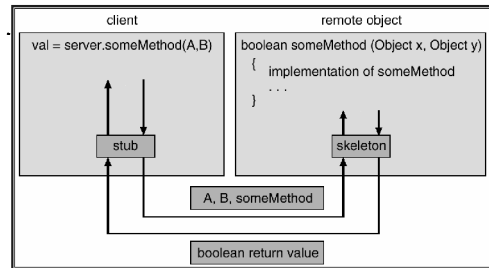 client
remote object
val = server.someMethod(A,B)
boolean someMethod (Object x, Object y)
{
implementation of someMethod
. . .
}
stub
skeleton
A, B, someMethod
boolean return value